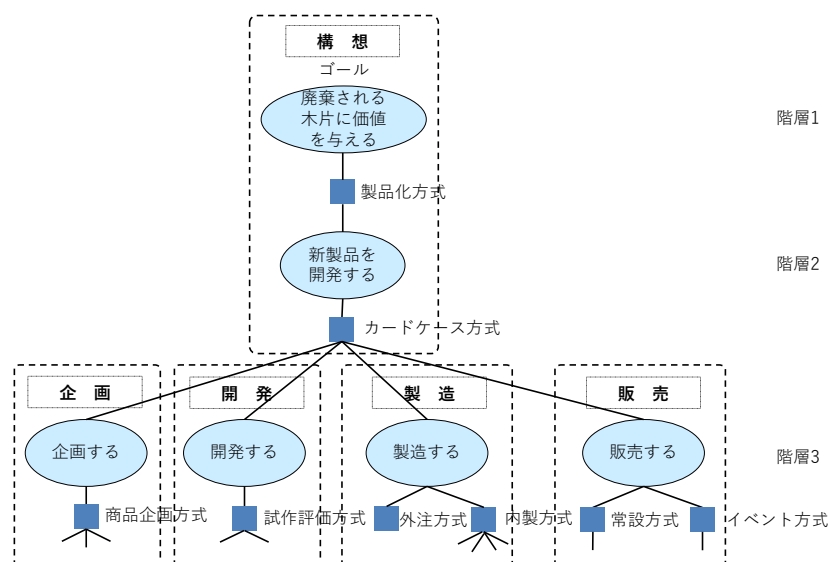 構　想
ゴール
廃棄される
木片に価値
を与える
階層1
製品化方式
新製品を
開発する
階層2
カードケース方式
企　画
開　発
製　造
販　売
企画する
開発する
製造する
販売する
階層3
商品企画方式
試作評価方式
外注方式
内製方式
常設方式
イベント方式